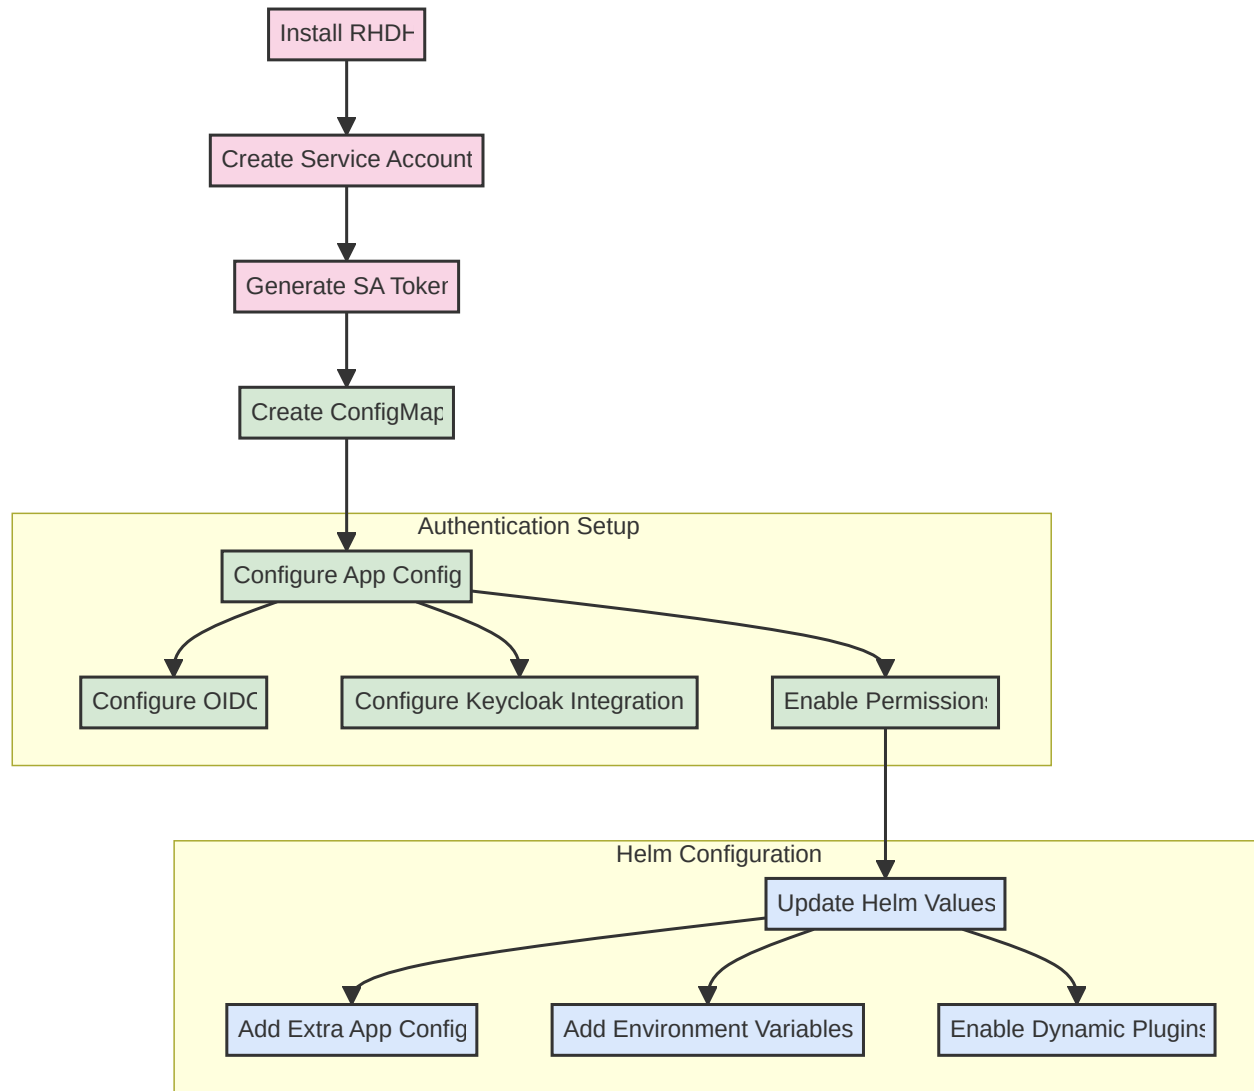 Install RHDH
Create Service Account
Generate SA Token
Create ConfigMap
Authentication Setup
Configure App Config
Configure OIDC
Configure Keycloak Integration
Enable Permissions
Helm Configuration
Update Helm Values
Add Extra App Config
Add Environment Variables
Enable Dynamic Plugins